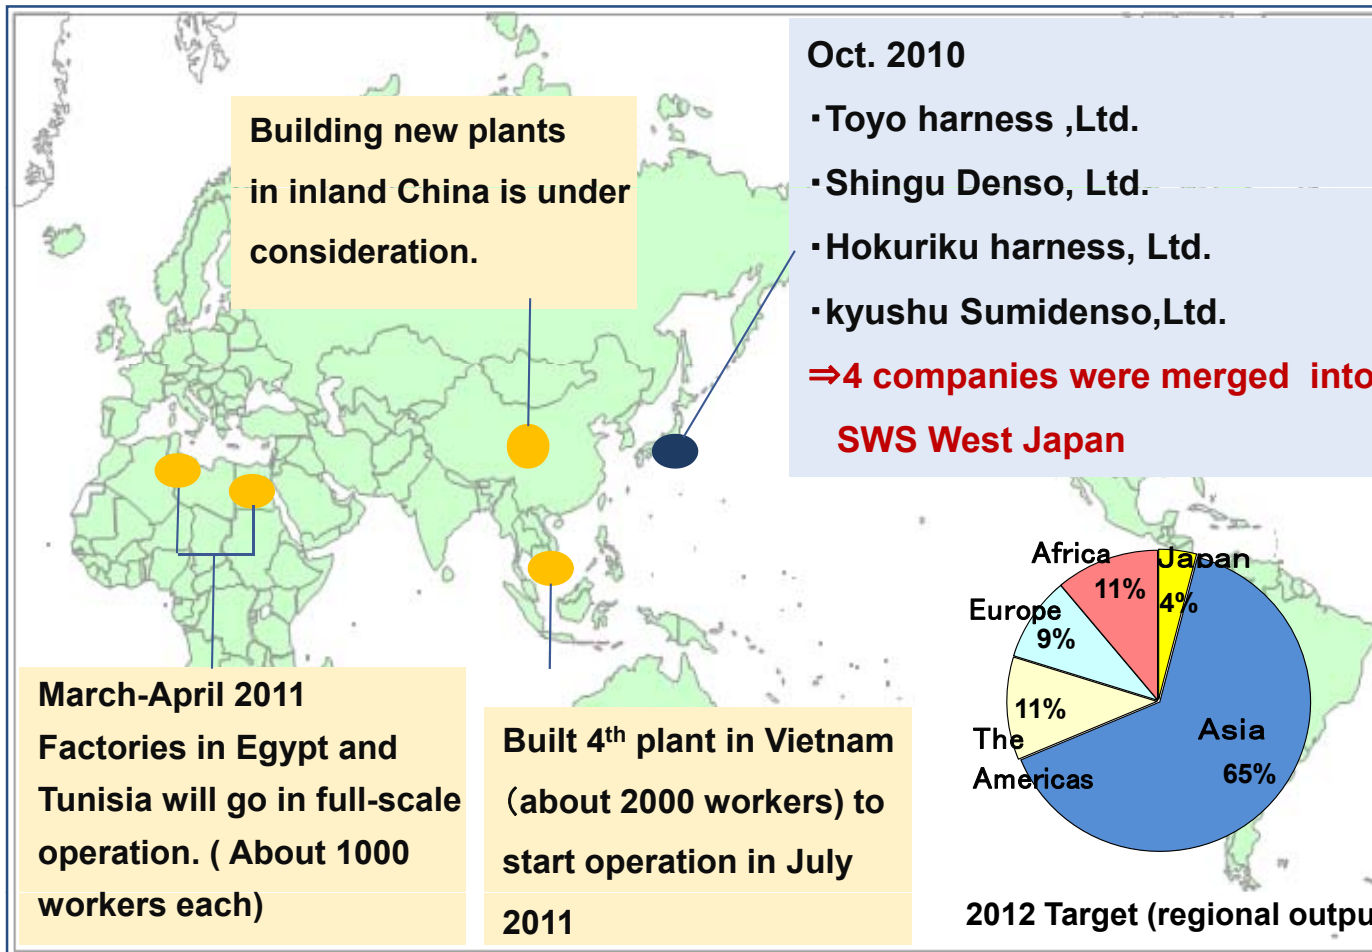 Building new plants
in inland China is under
consideration.
Oct. 2010
・Toyo harness ,Ltd.
・Shingu Denso, Ltd.
・Hokuriku harness, Ltd.
・kyushu Sumidenso,Ltd.
⇒4 companies were merged into
SWS West Japan
March-April 2011
Factories in Egypt and
Tunisia will go in full-scale
operation. ( About 1000
workers each)
Built 4th plant in Vietnam
（about 2000 workers) to
start operation in July
2011
Africa
11%
Japan
4%
Europe
9%
11%
The
Americas
Asia
65%
2012 Target (regional outpu